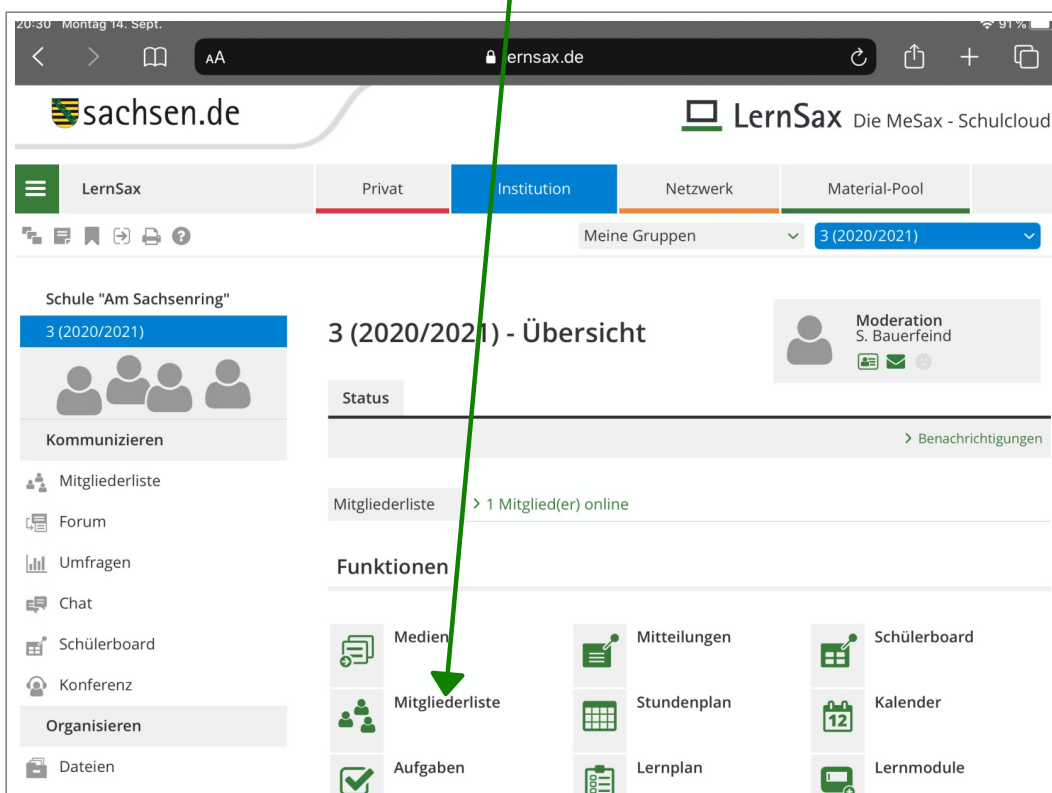 20:30 Montag 14. Sept. 91 %
AA lernsax.de
sachsen.de
LernSax Die MeSax - Schulcloud
LernSax Privat Institution Netzwerk Material-Pool
Meine Gruppen 3 (2020/2021)
Schule "Am Sachsenring"
3 (2020/2021)
3 (2020/2021) - Übersicht
Moderation
S. Bauerfeind
Status
Kommunizieren
> Benachrichtigungen
Mitgliederliste
Mitgliederliste > 1 Mitglied(er) online
Forum
Umfragen
Funktionen
Chat
Schülerboard
Konferenz
Organisieren
Dateien
Medien Mitteilungen Schülerboard
Mitgliederliste Stundenplan Kalender
12
Aufgaben Lernplan Lernmodule